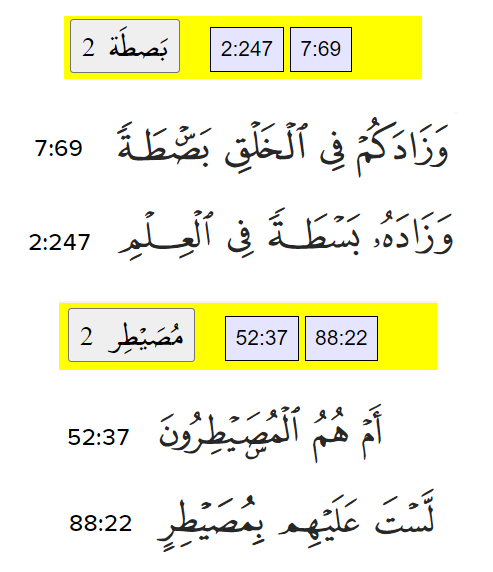 بَصطَة 2 2:247 7:69
7:69 وَزَادَكُمْ فِى ٱلْخَلْقِ بَصْۜطَةً
2:247 وَزَادَهُۥ بَسْطَةً فِى ٱلْعِلْمِ
مُصَيْطِر 2 52:37 88:22
52:37 أَمْ هُمُ ٱلْمُصَۣيْطِرُونَ
88:22 لَّسْتَ عَلَيْهِم بِمُصَيْطِرٍ